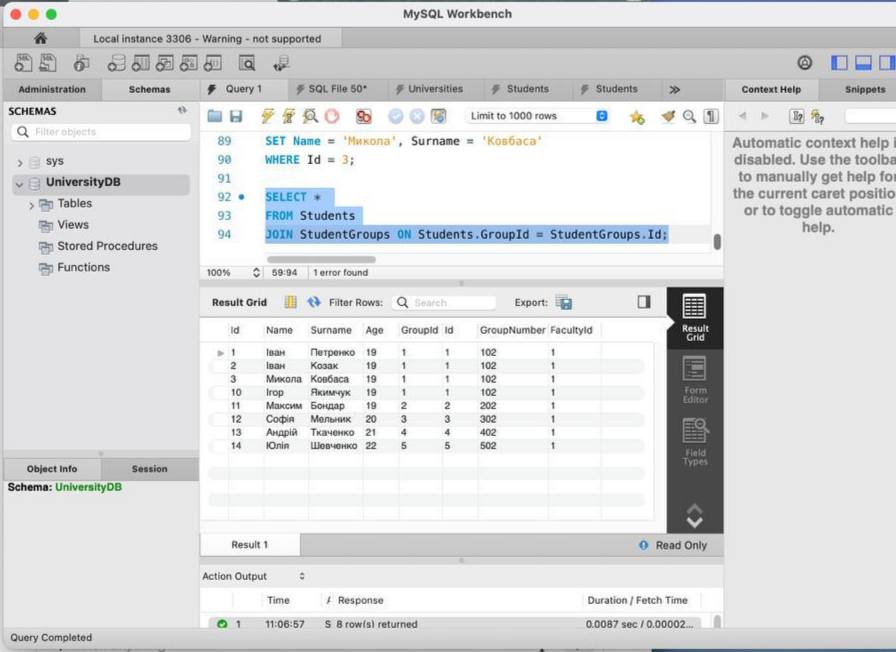 MySQL Workbench
Local instance 3306 - Warning - not supported
Administration Schemas Query 1 SQL File 50* Universities Students Students Context Help Snippets
SCHEMAS
Filter objects
sys
UniversityDB
Tables
Views
Stored Procedures
Functions
Limit to 1000 rows
89 SET Name = 'Микола', Surname = 'Ковбаса'
90 WHERE Id = 3;
91
92 SELECT *
93 FROM Students
94 JOIN StudentGroups ON Students.GroupId = StudentGroups.Id;
100% 59:94 1 error found
Automatic context help i
disabled. Use the toolba
to manually get help for
the current caret positio
or to toggle automatic
help.
Result Grid Filter Rows: Search Export:
Id Name Surname Age GroupId Id GroupNumber FacultyId
1 Іван Петренко 19 1 1 102 1
2 Іван Козак 19 1 1 102 1
3 Микола Ковбаса 19 1 1 102 1
10 Ігор Якимчук 19 1 1 102 1
11 Максим Бондар 19 2 2 202 1
12 Софія Мельник 20 3 3 302 1
13 Андрій Ткаченко 21 4 4 402 1
14 Юлія Шевченко 22 5 5 502 1
Result
Grid
Form
Editor
Field
Types
Object Info Session
Schema: UniversityDB
Result 1 Read Only
Action Output
Time Response Duration / Fetch Time
1 11:06:57 S 8 row(s) returned 0.0087 sec / 0.00002...
Query Completed